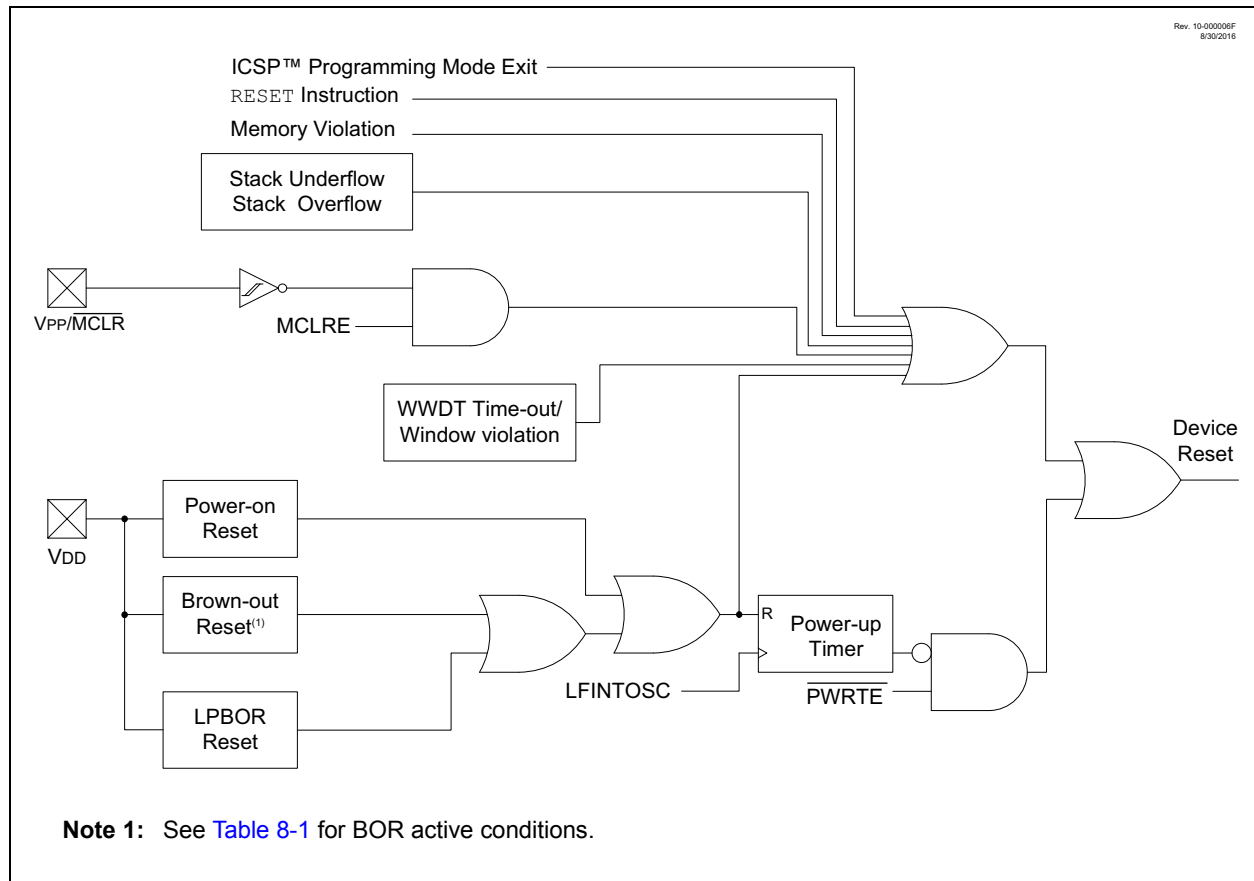 Rev. 10-000006F
8/30/2016
ICSP™ Programming Mode Exit
RESET Instruction
Memory Violation
Stack Underflow
Stack Overflow
VPP/MCLR
MCLRE
WWDT Time-out/
Window violation
Device
Reset
Power-on
Reset
VDD
Brown-out
Reset(1)
R
Power-up
Timer
LFINTOSC
PWRTE
LPBOR
Reset
Note 1: See Table 8-1 for BOR active conditions.